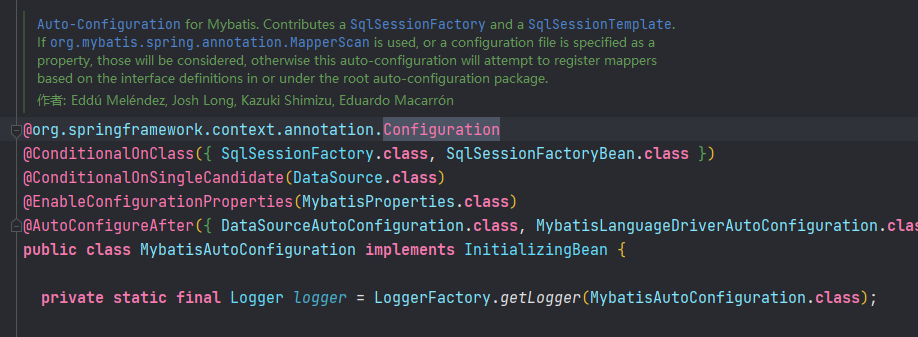 Auto-Configuration for Mybatis. Contributes a SqlSessionFactory and a SqlSessionTemplate.
If org.mybatis.spring.annotation.MapperScan is used, or a configuration file is specified as a
property, those will be considered, otherwise this auto-configuration will attempt to register mappers
based on the interface definitions in or under the root auto-configuration package.
作者: Eddú Meléndez, Josh Long, Kazuki Shimizu, Eduardo Macarrón
@org.springframework.context.annotation.Configuration
@ConditionalOnClass({ SqlSessionFactory.class, SqlSessionFactoryBean.class })
@ConditionalOnSingleCandidate(DataSource.class)
@EnableConfigurationProperties(MybatisProperties.class)
@AutoConfigureAfter({ DataSourceAutoConfiguration.class, MybatisLanguageDriverAutoConfiguration.clas
public class MybatisAutoConfiguration implements InitializingBean {
private static final Logger logger = LoggerFactory.getLogger(MybatisAutoConfiguration.class);